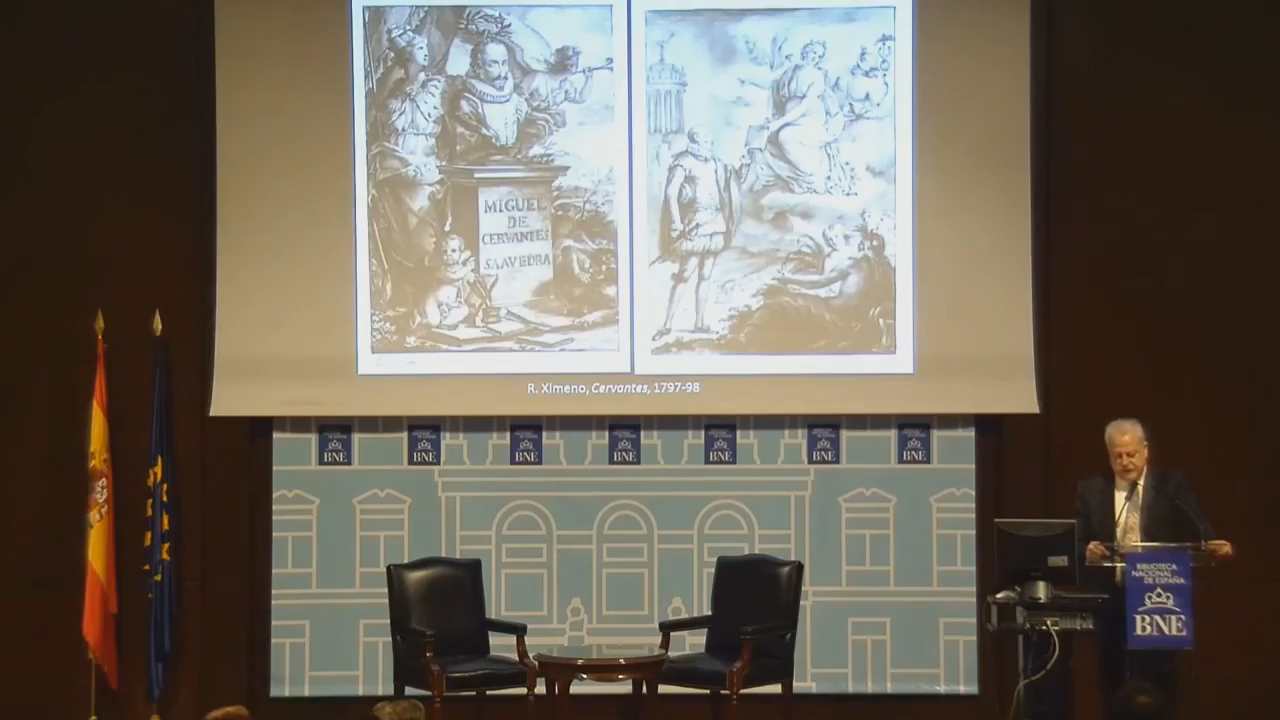 MIGUEL
DE
CERVANTES
SAAVEDRA
R. Ximeno, Cervantes, 1797-98
BNE
BNE
BNE
BNE
BNE
BNE
BNE
BIBLIOTECA
NACIONAL
DE ESPAÑA
BNE